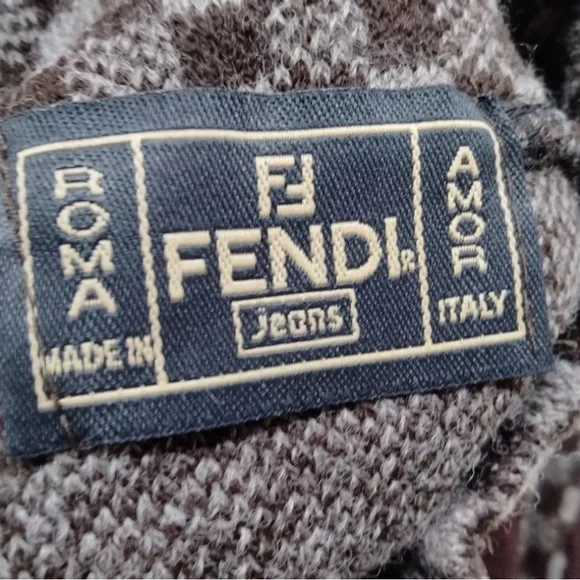 ROMA
MADE IN
FF
FENDI R
Jeans
AMOR
ITALY